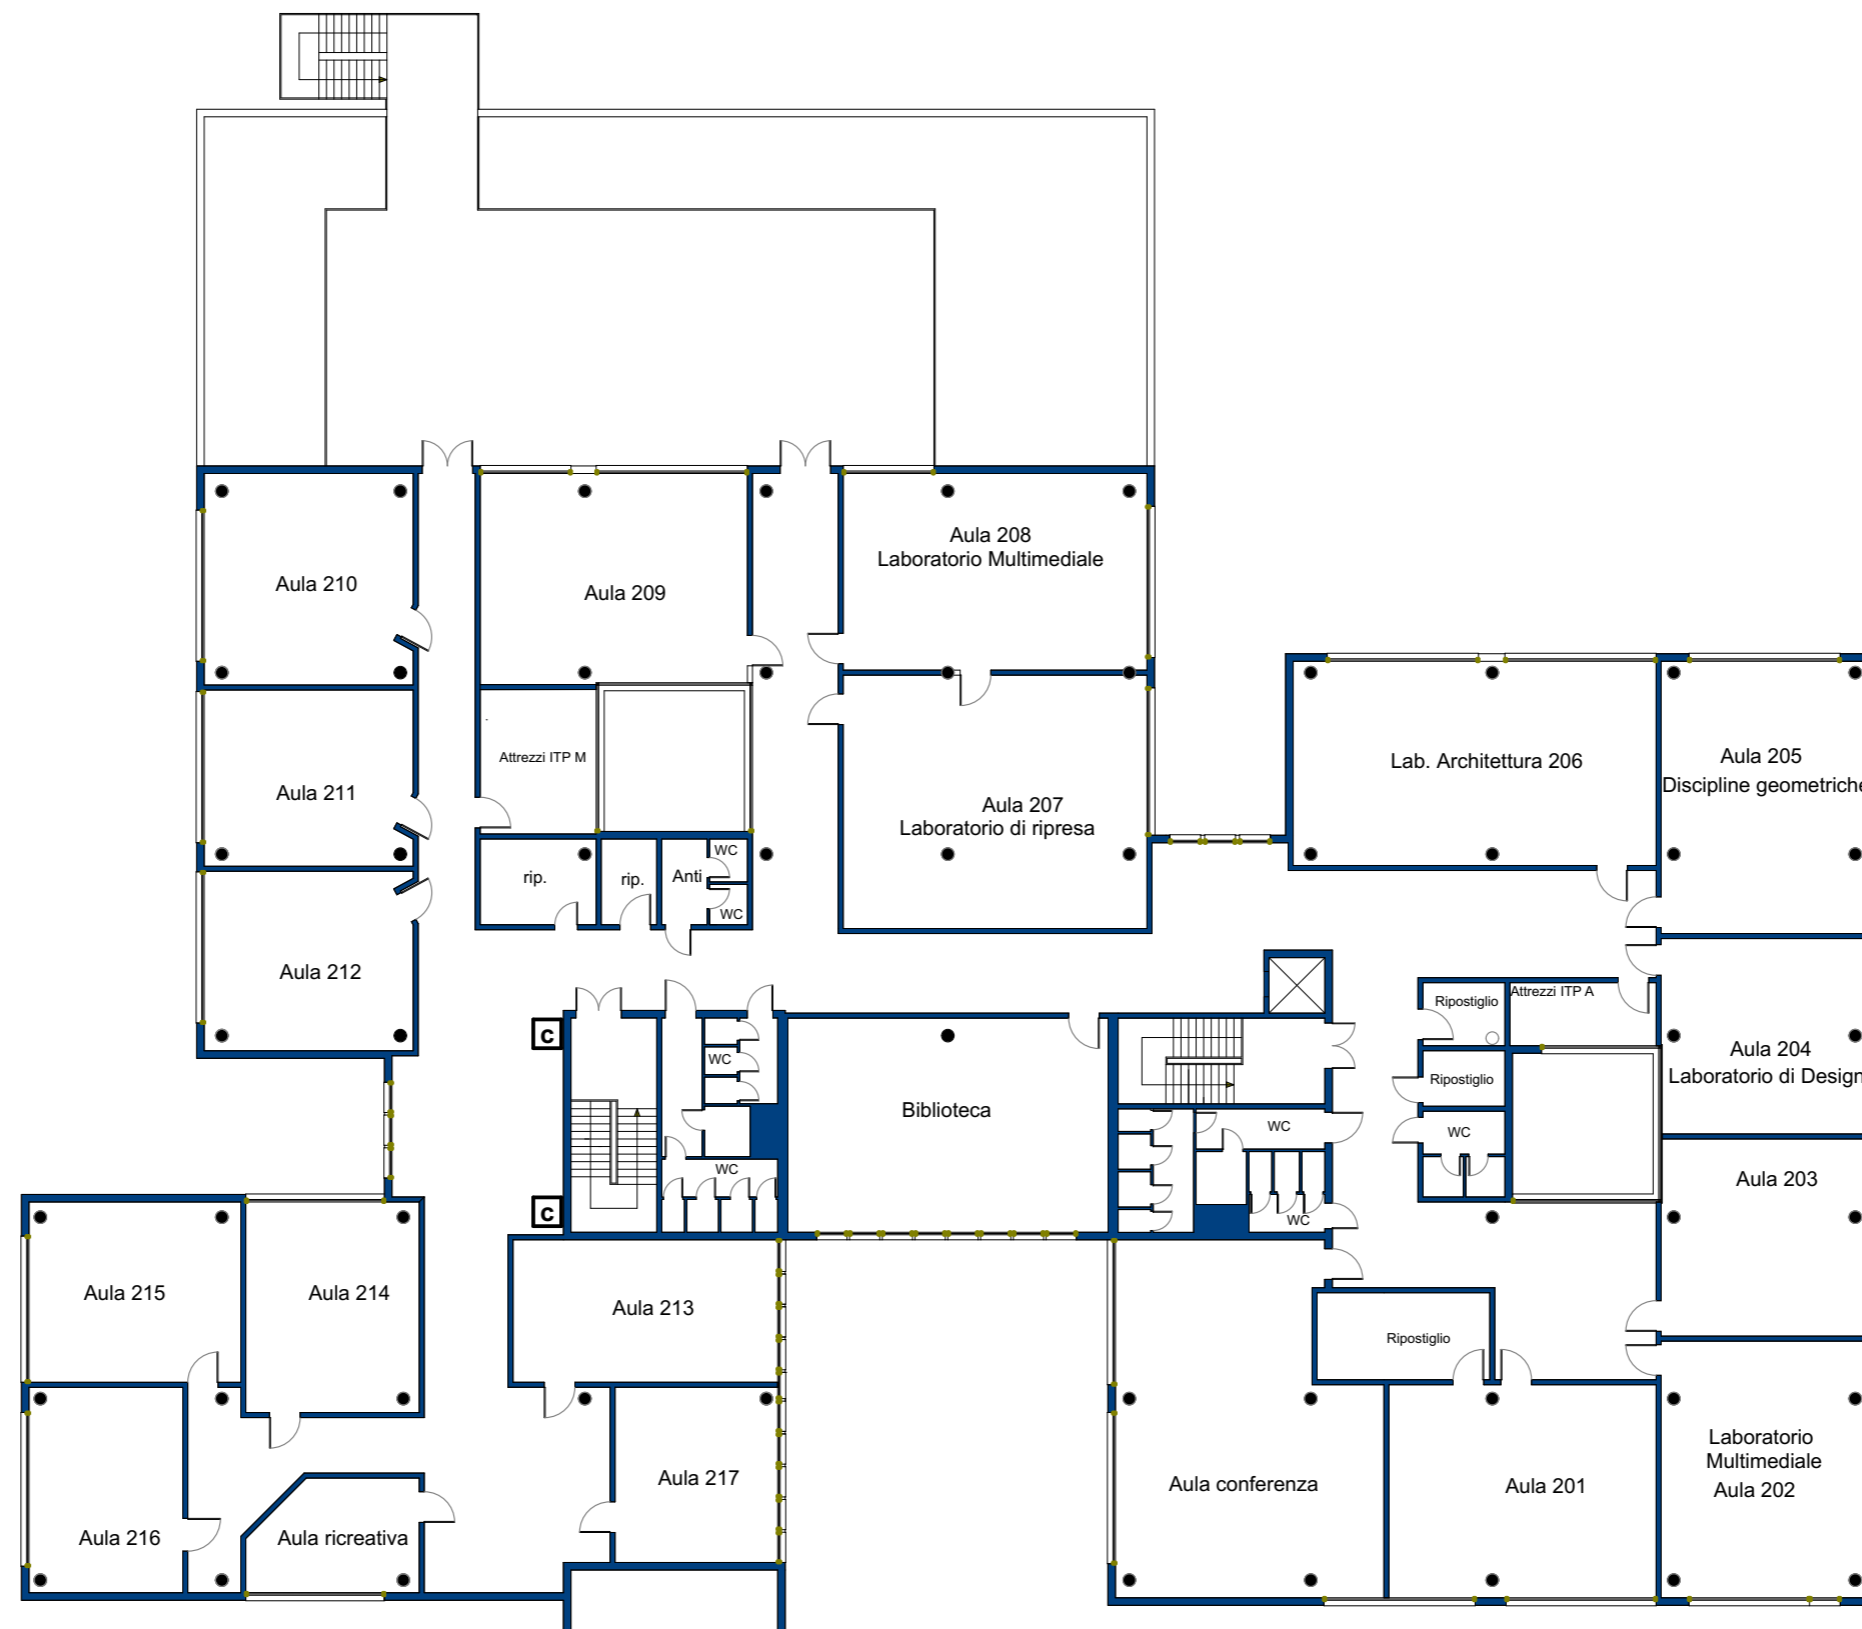 Aula 208
Laboratorio Multimediale
Aula 210
Aula 209
Attrezzi ITP M
Lab. Architettura 206
Aula 205
Discipline geometriche
Aula 211
Aula 207
Laboratorio di ripresa
WC
rip.
rip.
Anti
WC
Aula 212
Ripostiglio
Attrezzi ITP A
C
WC
Aula 204
Laboratorio di Design
Ripostiglio
Biblioteca
WC
WC
WC
Aula 203
C
WC
Aula 215
Aula 214
Aula 213
Ripostiglio
Laboratorio
Multimediale
Aula 202
Aula 217
Aula conferenza
Aula 201
Aula 216
Aula ricreativa